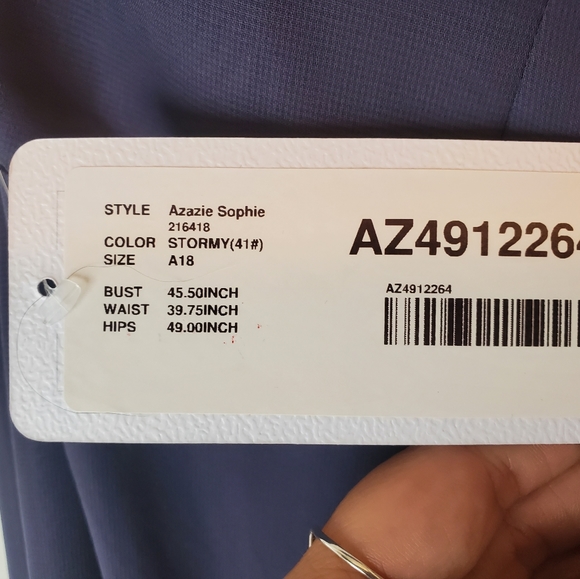 STYLE Azazie Sophie
216418
COLOR STORMY(41#)
SIZE A18
BUST 45.50INCH
WAIST 39.75INCH
HIPS 49.00INCH
AZ4912264
AZ4912264